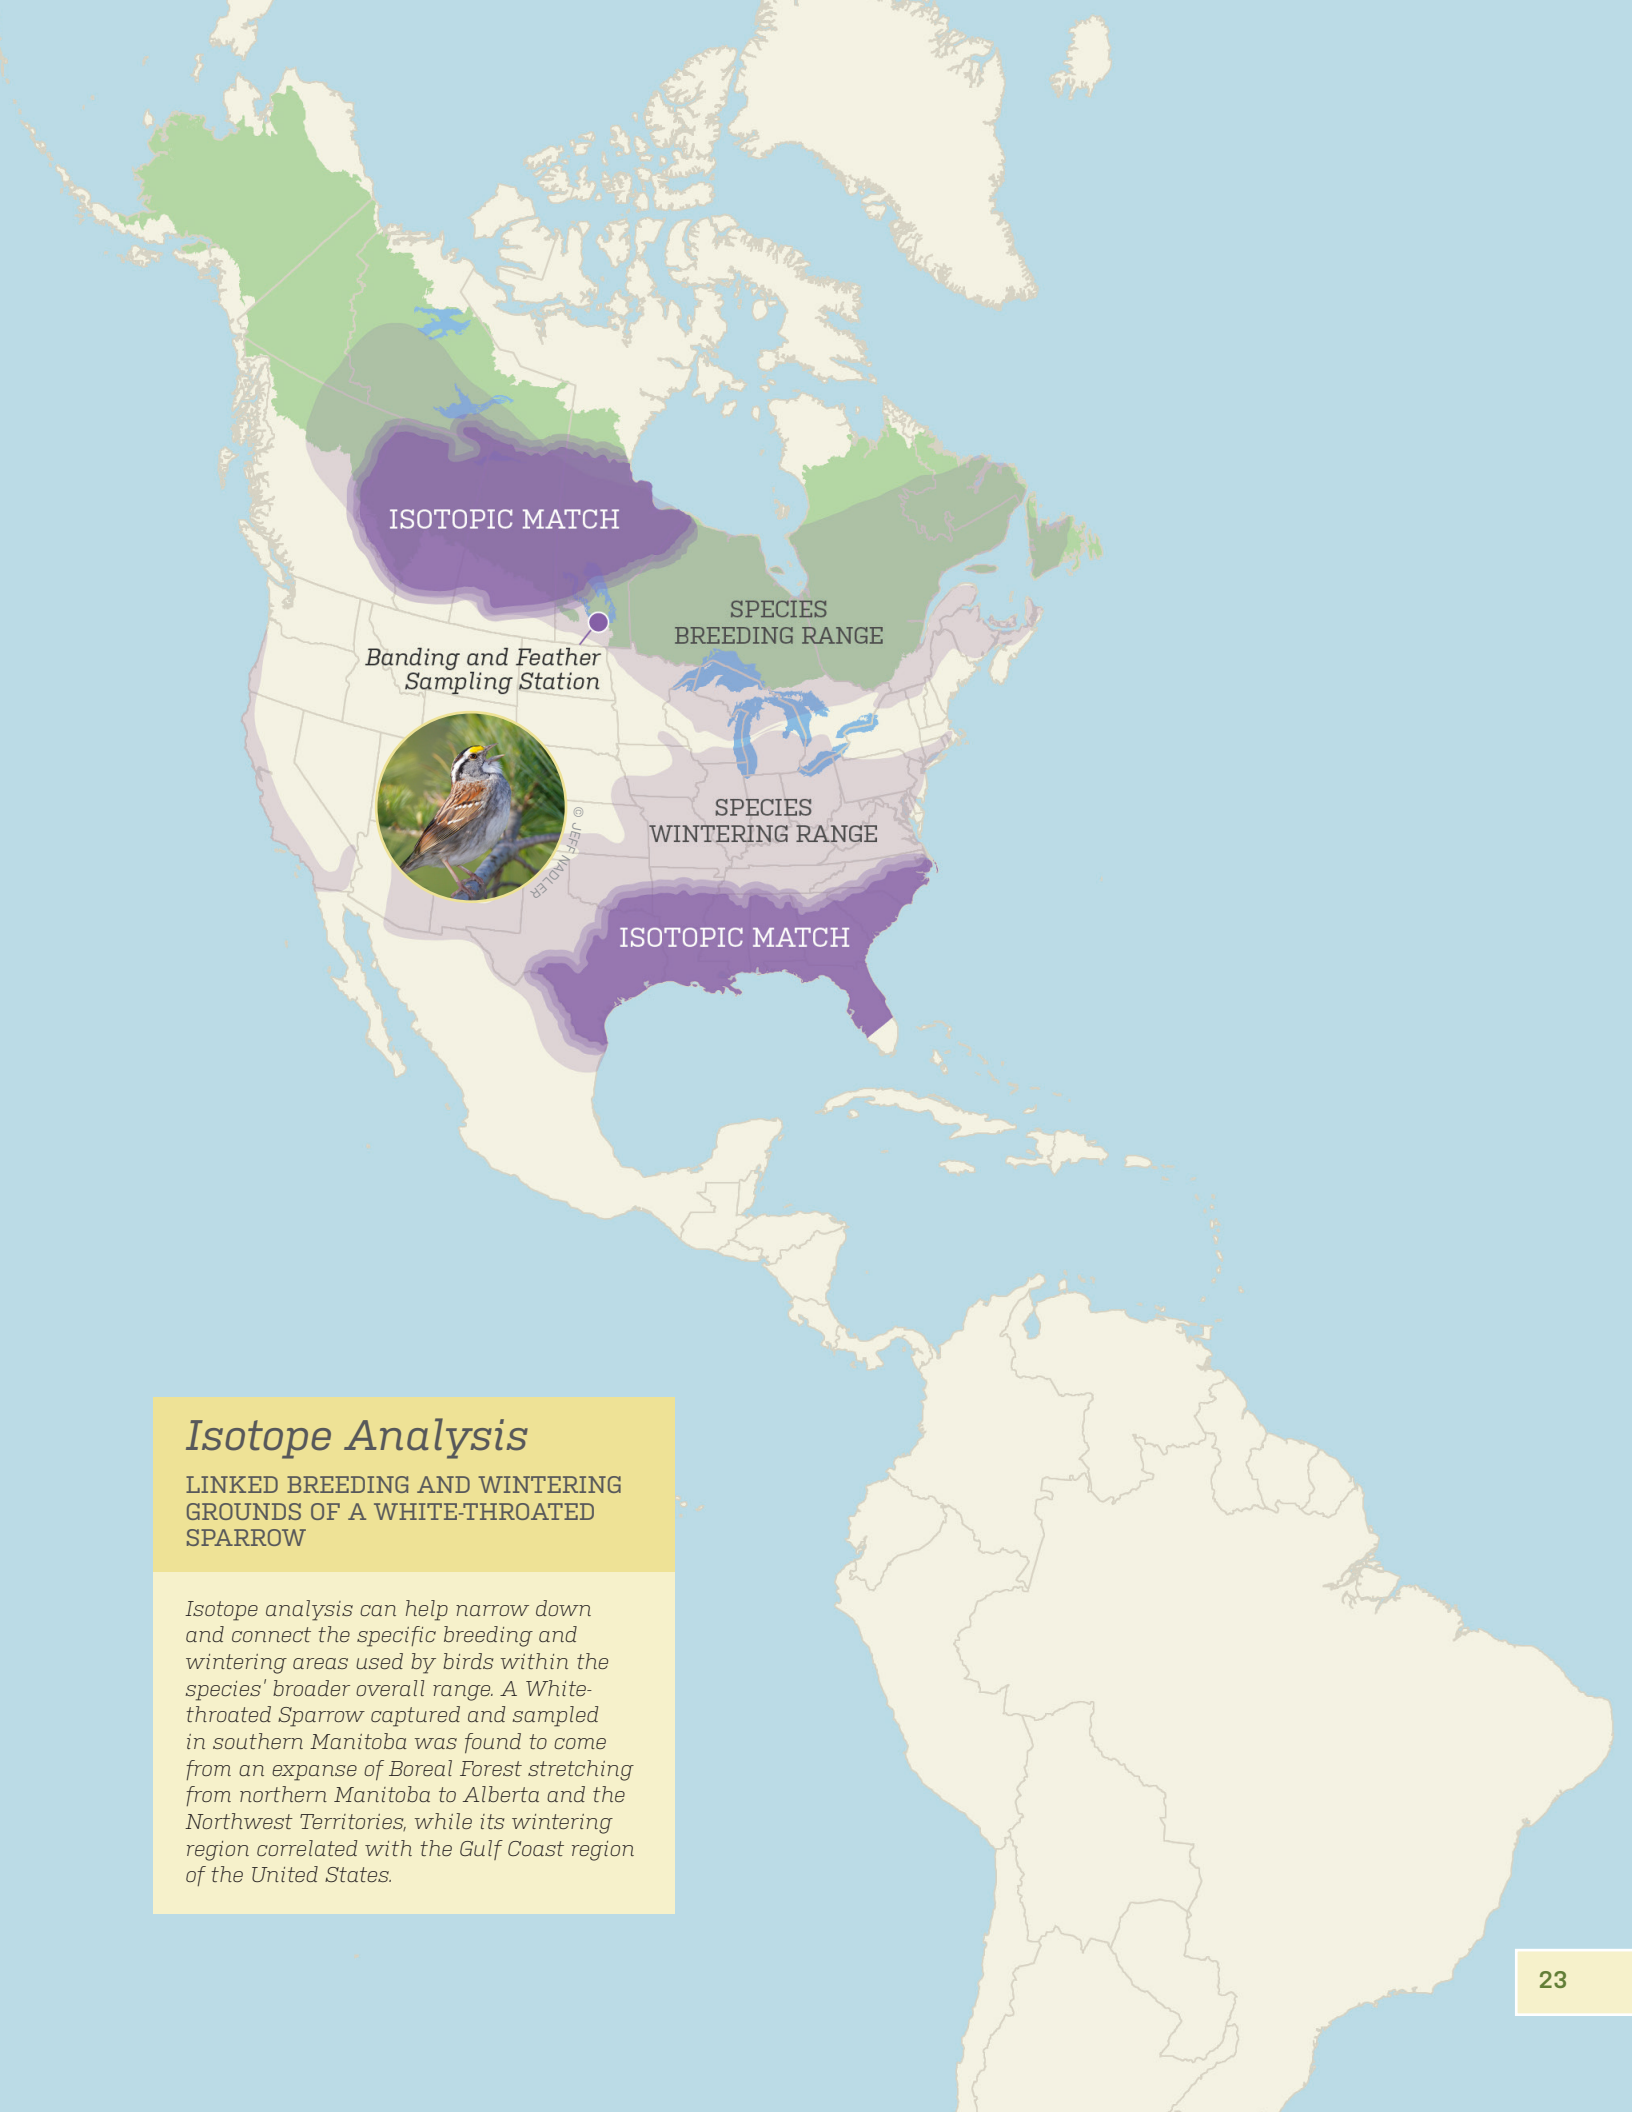 ISOTOPIC MATCH
SPECIES
BREEDING RANGE
Banding and Feather
Sampling Station
© JEFF NADLER
SPECIES
WINTERING RANGE
ISOTOPIC MATCH
Isotope Analysis
LINKED BREEDING AND WINTERING
GROUNDS OF A WHITE-THROATED
SPARROW
Isotope analysis can help narrow down
and connect the specific breeding and
wintering areas used by birds within the
species' broader overall range. A White-
throated Sparrow captured and sampled
in southern Manitoba was found to come
from an expanse of Boreal Forest stretching
from northern Manitoba to Alberta and the
Northwest Territories, while its wintering
region correlated with the Gulf Coast region
of the United States.
23